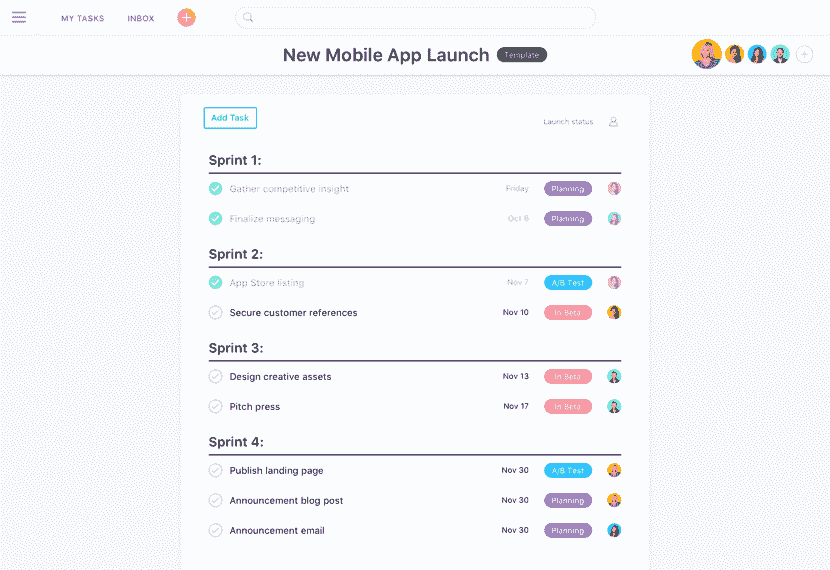 MY TASKS INBOX
New Mobile App Launch Template
Add Task
Launch status
Sprint 1:
Gather competitive insight Friday Planning
Finalize messaging Oct 6 Planning
Sprint 2:
App Store listing Nov 7 A/B Test
Secure customer references Nov 10 In Beta
Sprint 3:
Design creative assets Nov 13 In Beta
Pitch press Nov 17 In Beta
Sprint 4:
Publish landing page Nov 30 A/B Test
Announcement blog post Nov 30 Planning
Announcement email Nov 30 Planning